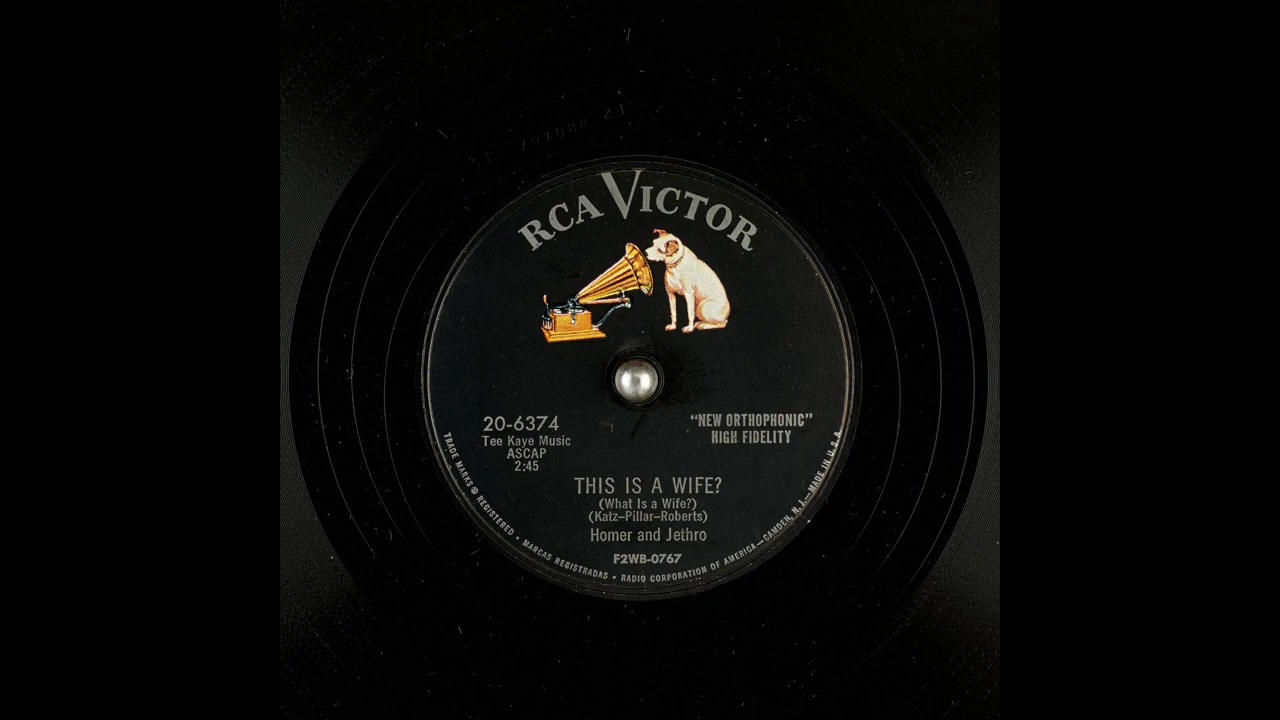 RCA VICTOR
20-6374
Tee Kaye Music
ASCAP
2:45
"NEW ORTHOPHONIC"
HIGH FIDELITY
THIS IS A WIFE?
(What Is a Wife?)
(Katz-Pillar-Roberts)
Homer and Jethro
F2WB-0767
TRADE MARKS ® REGISTERED • MARCAS REGISTRADAS • RADIO CORPORATION OF AMERICA—CAMDEN, N. J.—MADE IN U.S.A.